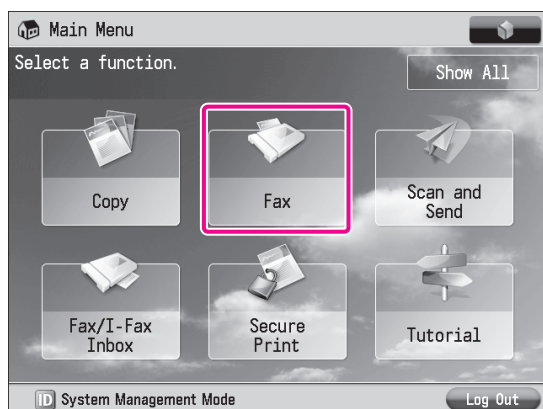 Main Menu
Select a function.
Show All
Copy
Fax
Scan and
Send
Fax/I-Fax
Inbox
Secure
Print
Tutorial
ID System Management Mode
Log Out